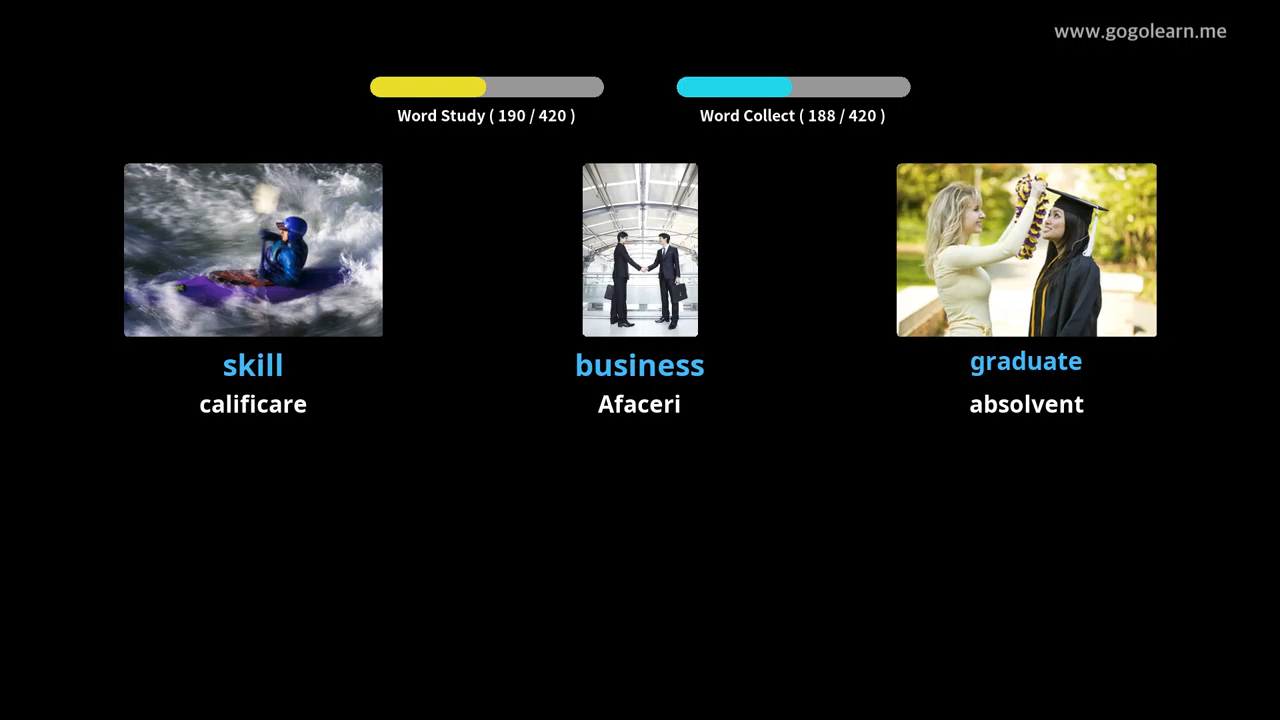 www.gogolearn.me
Word Study ( 190 / 420 )
Word Collect ( 188 / 420 )
skill
calificare
business
Afaceri
graduate
absolvent